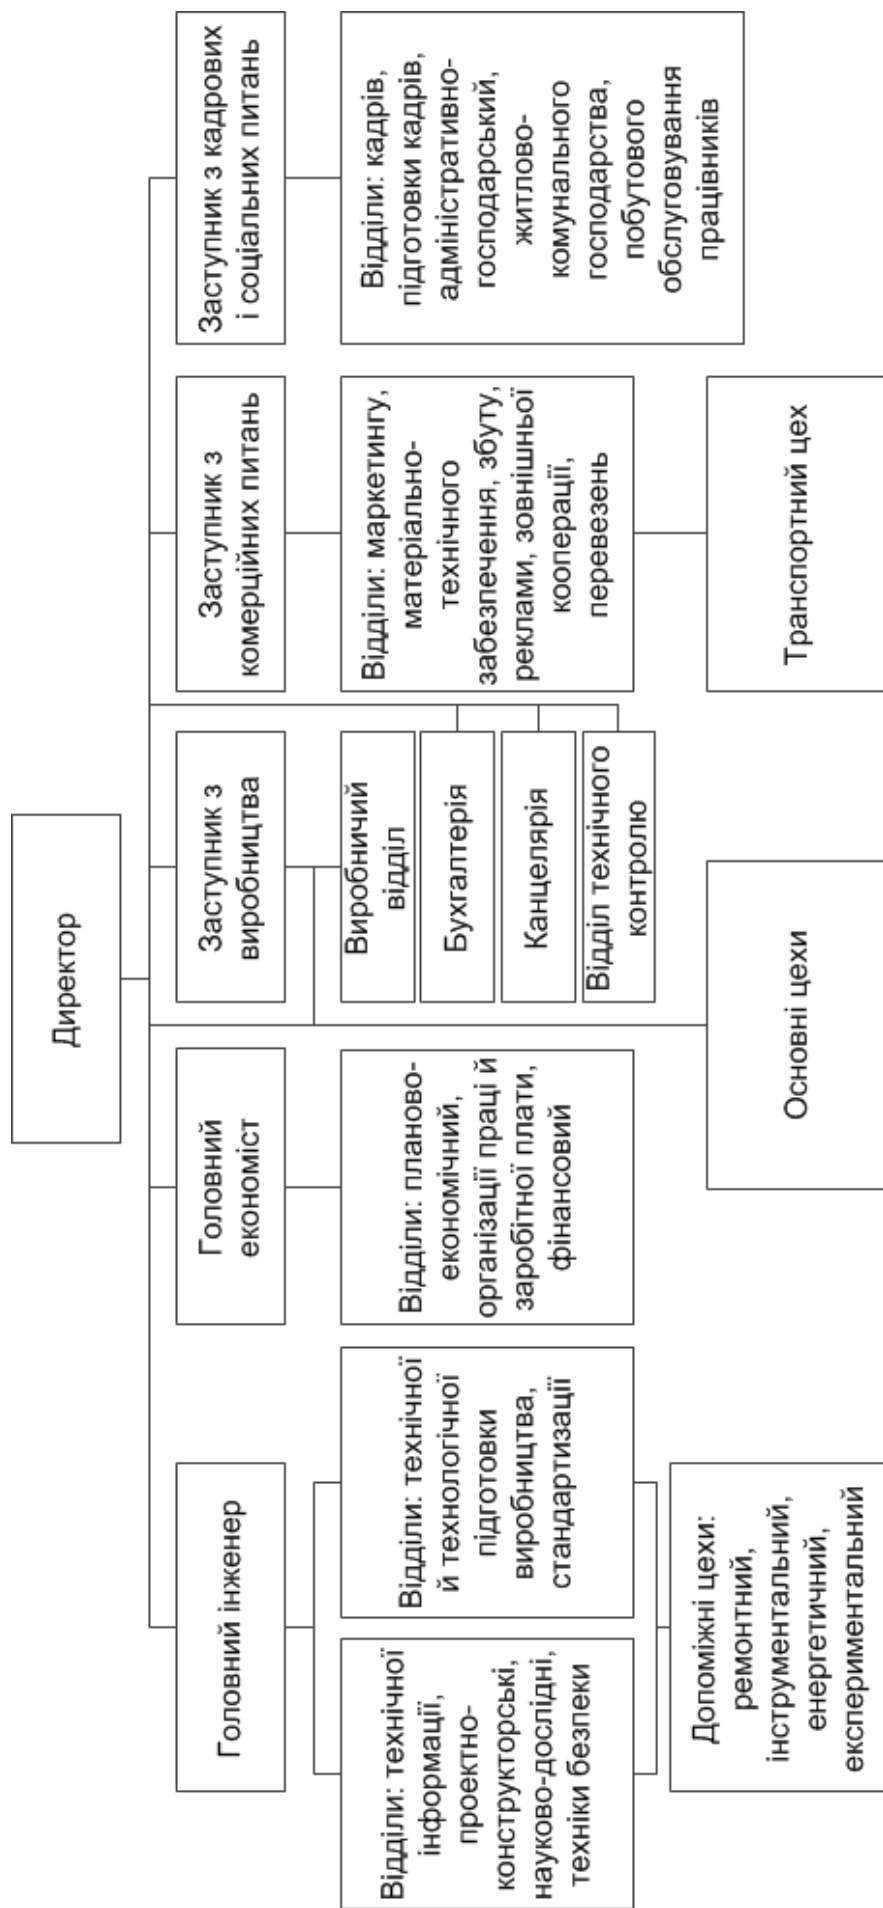 Директор
Головний інженер
Головний
економіст
Заступник з
виробництва
Заступник з
комерційних питань
Заступник з кадрових
і соціальних питань
Відділи: технічної
інформації,
проектно-
конструкторські,
науково-дослідні,
техніки безпеки
Відділи: технічної
й технологічної
підготовки
виробництва,
стандартизації
Відділи: планово-
економічний,
організації праці й
заробітної плати,
фінансовий
Виробничий
відділ
Бухгалтерія
Канцелярія
Відділ технічного
контролю
Відділи: маркетингу,
матеріально-
технічного
забезпечення, збуту,
реклами, зовнішньої
кооперації,
перевезень
Відділи: кадрів,
підготовки кадрів,
адміністративно-
господарський,
житлово-
комунального
господарства,
побутового
обслуговування
працівників
Допоміжні цехи:
ремонтний,
інструментальний,
енергетичний,
експериментальний
Основні цехи
Транспортний цех